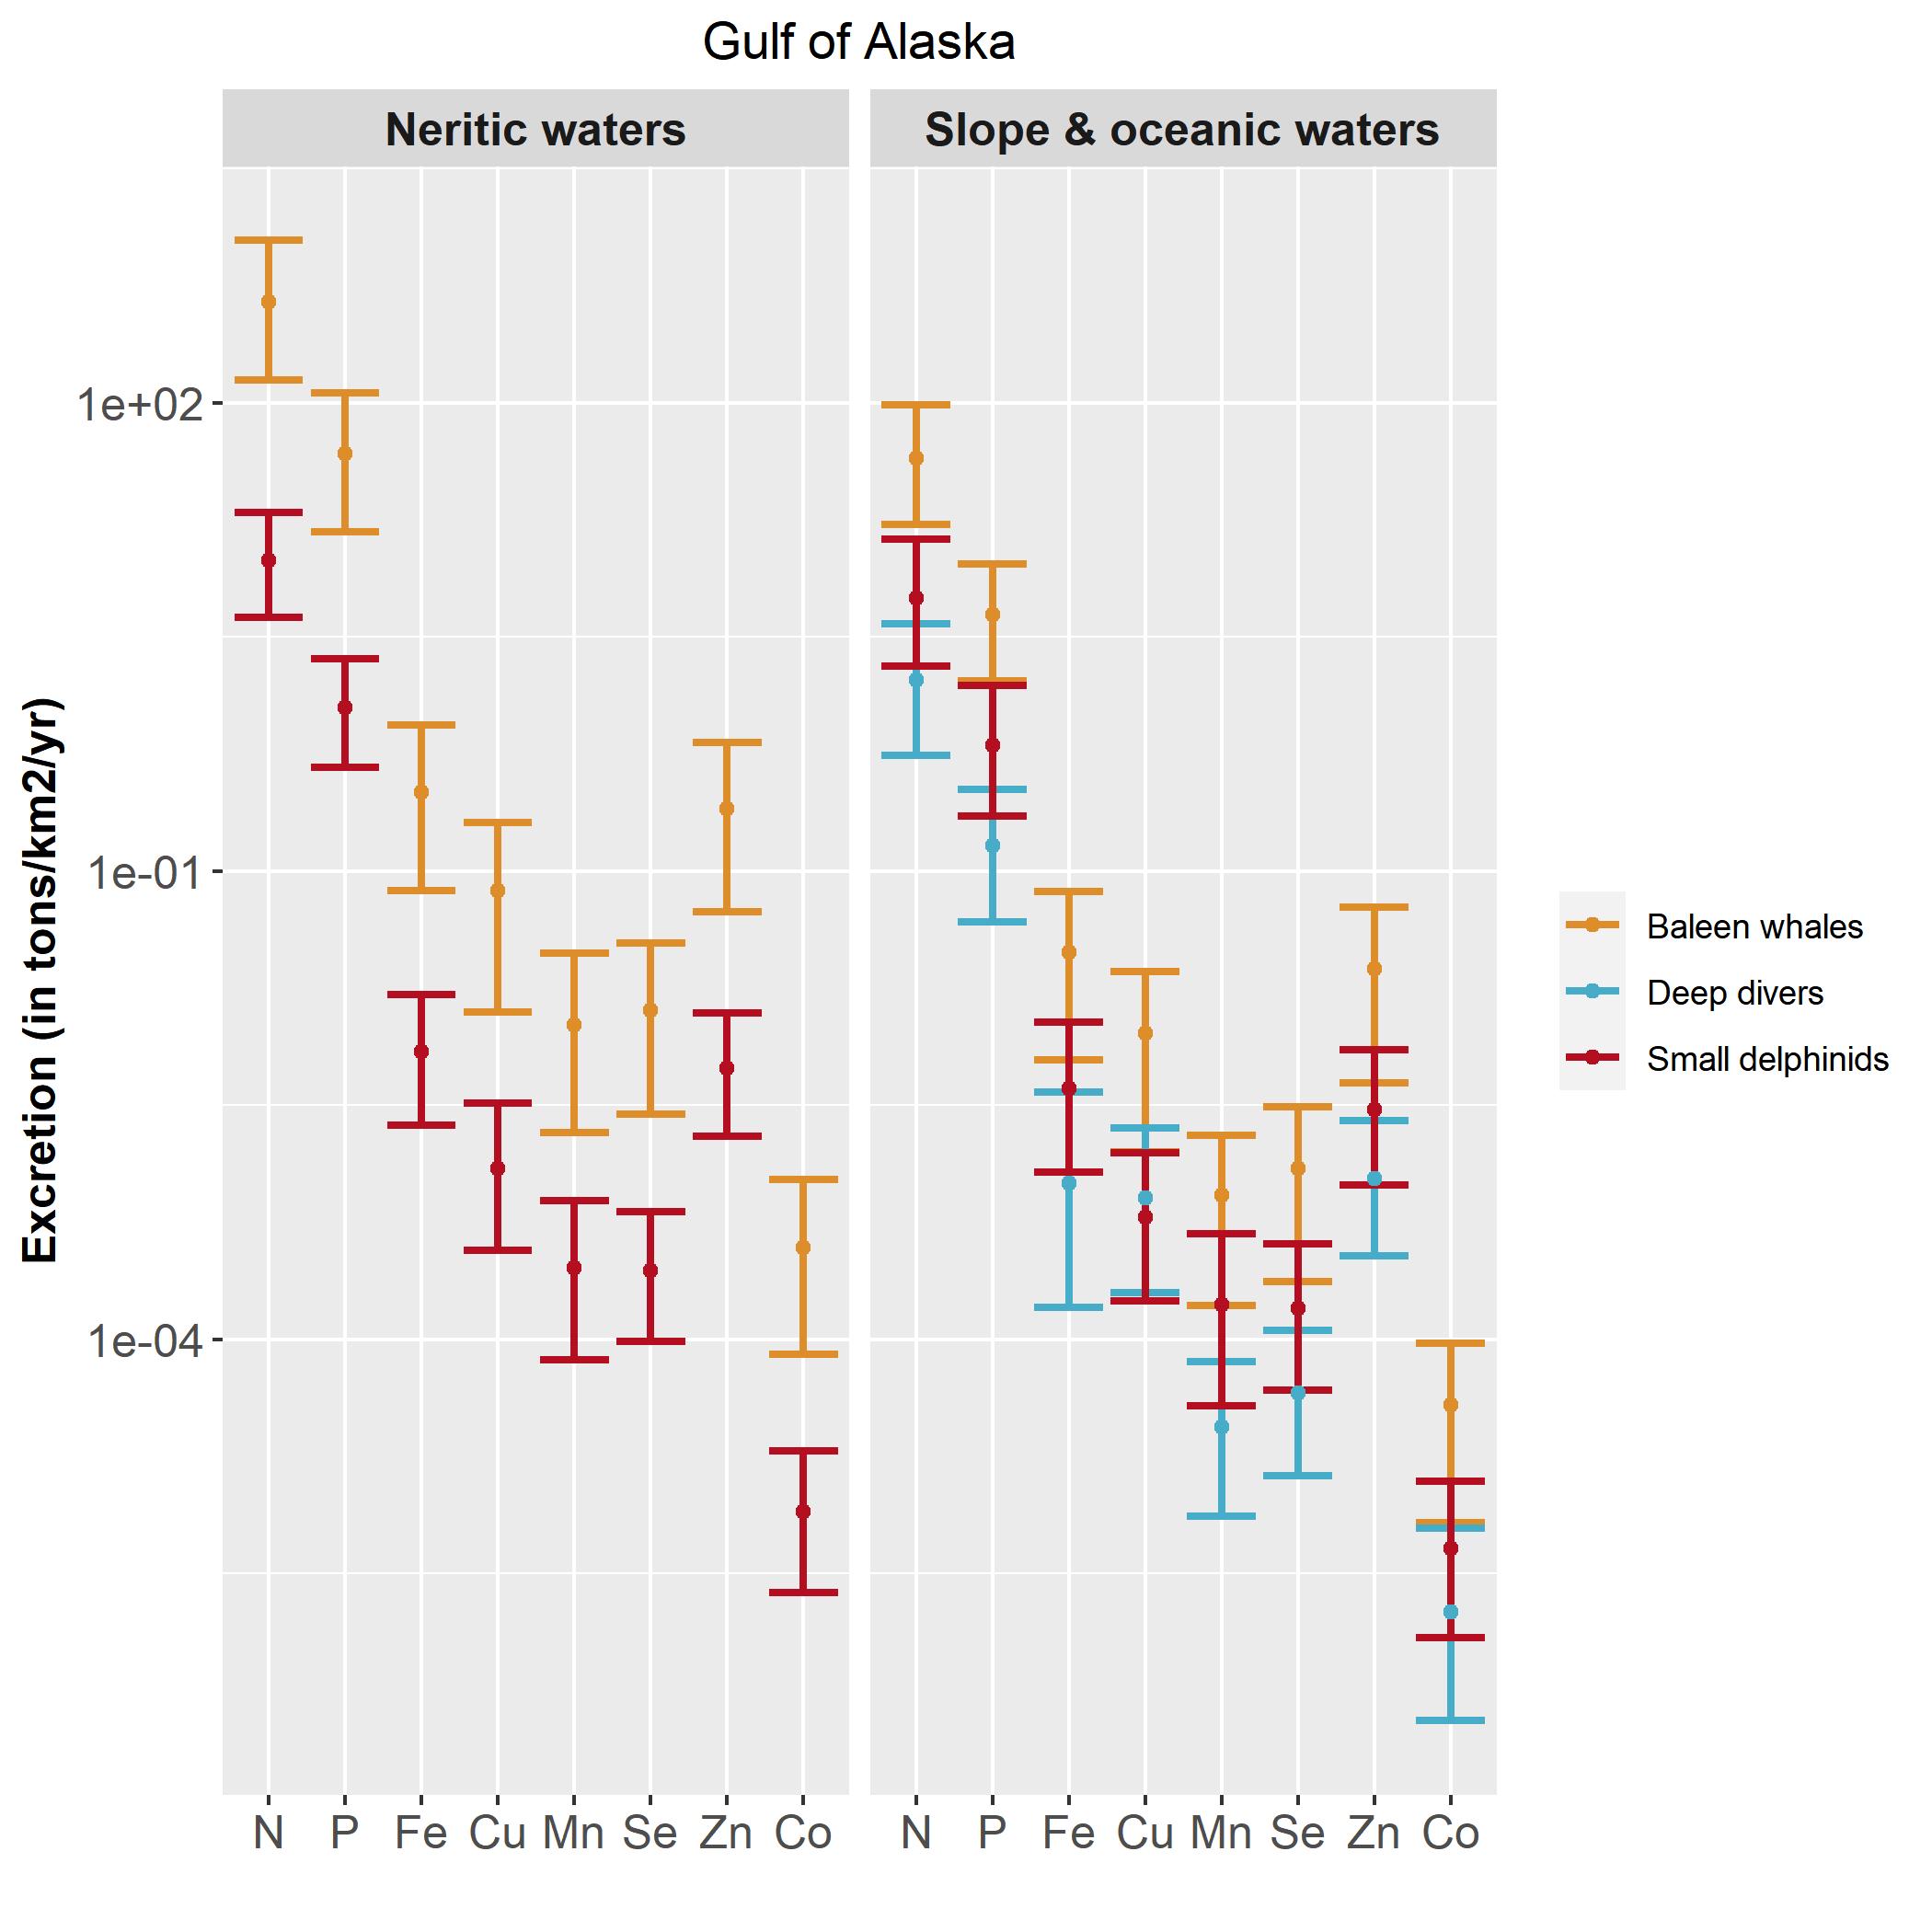 Gulf of Alaska
Neritic waters
Slope & oceanic waters
Excretion (in tons/km2/yr)
1e+02
1e-01
1e-04
N P Fe Cu Mn Se Zn Co
N P Fe Cu Mn Se Zn Co
Baleen whales
Deep divers
Small delphinids